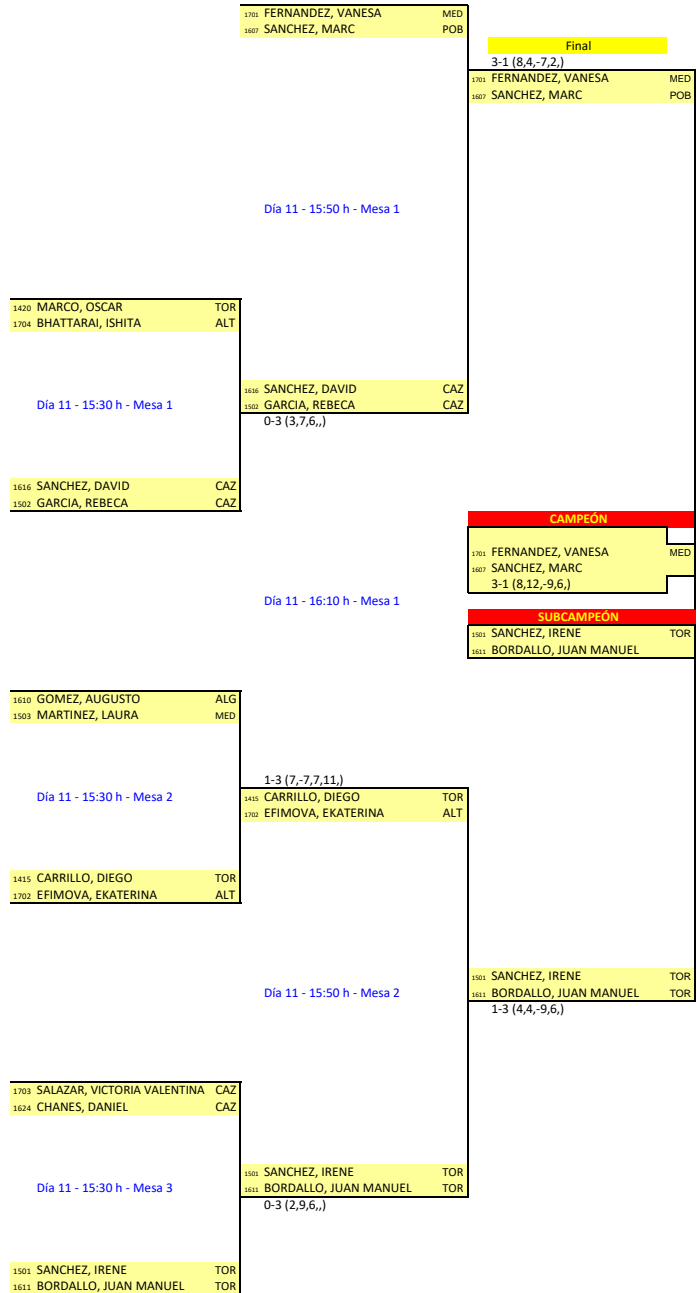 1701 FERNANDEZ, VANESA MED
1607 SANCHEZ, MARC POB
Final
3-1 (8,4,-7,2,)
1701 FERNANDEZ, VANESA MED
1607 SANCHEZ, MARC POB
Día 11 - 15:50 h - Mesa 1
1420 MARCO, OSCAR TOR
1704 BHATTARAI, ISHITA ALT
Día 11 - 15:30 h - Mesa 1
1616 SANCHEZ, DAVID CAZ
1502 GARCIA, REBECA CAZ
0-3 (3,7,6,,)
1616 SANCHEZ, DAVID CAZ
1502 GARCIA, REBECA CAZ
CAMPEÓN
1701 FERNANDEZ, VANESA MED
1607 SANCHEZ, MARC
3-1 (8,12,-9,6,)
Día 11 - 16:10 h - Mesa 1
SUBCAMPEÓN
1501 SANCHEZ, IRENE TOR
1611 BORDALLO, JUAN MANUEL
1610 GOMEZ, AUGUSTO ALG
1503 MARTINEZ, LAURA MED
Día 11 - 15:30 h - Mesa 2
1-3 (7,-7,7,11,)
1415 CARRILLO, DIEGO TOR
1702 EFIMOVA, EKATERINA ALT
1415 CARRILLO, DIEGO TOR
1702 EFIMOVA, EKATERINA ALT
Día 11 - 15:50 h - Mesa 2
1501 SANCHEZ, IRENE TOR
1611 BORDALLO, JUAN MANUEL TOR
1-3 (4,4,-9,6,)
1703 SALAZAR, VICTORIA VALENTINA CAZ
1624 CHANES, DANIEL CAZ
Día 11 - 15:30 h - Mesa 3
1501 SANCHEZ, IRENE TOR
1611 BORDALLO, JUAN MANUEL TOR
0-3 (2,9,6,,)
1501 SANCHEZ, IRENE TOR
1611 BORDALLO, JUAN MANUEL TOR